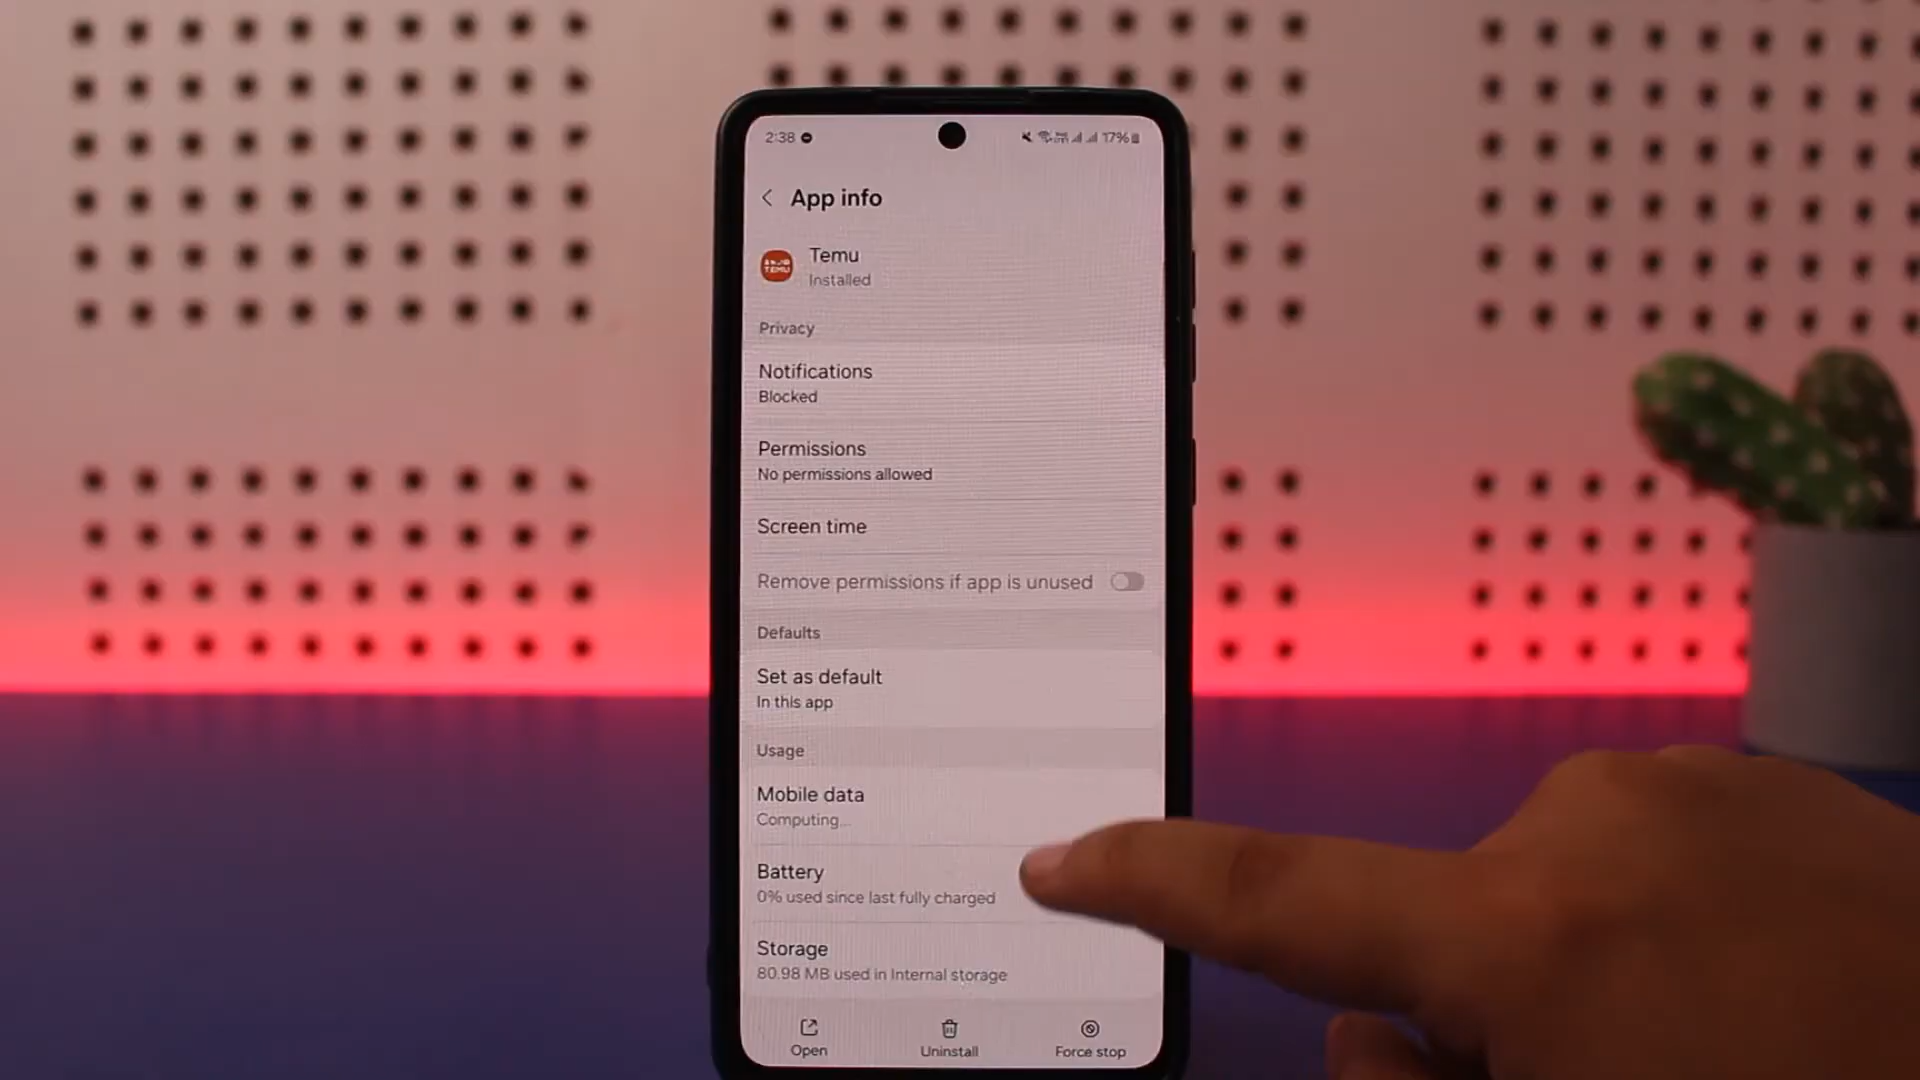 2:38
17%
App info
TEMU
Temu
Installed
Privacy
Notifications
Blocked
Permissions
No permissions allowed
Screen time
Remove permissions if app is unused
Defaults
Set as default
In this app
Usage
Mobile data
Computing...
Battery
0% used since last fully charged
Storage
80.98 MB used in Internal storage
Open
Uninstall
Force stop